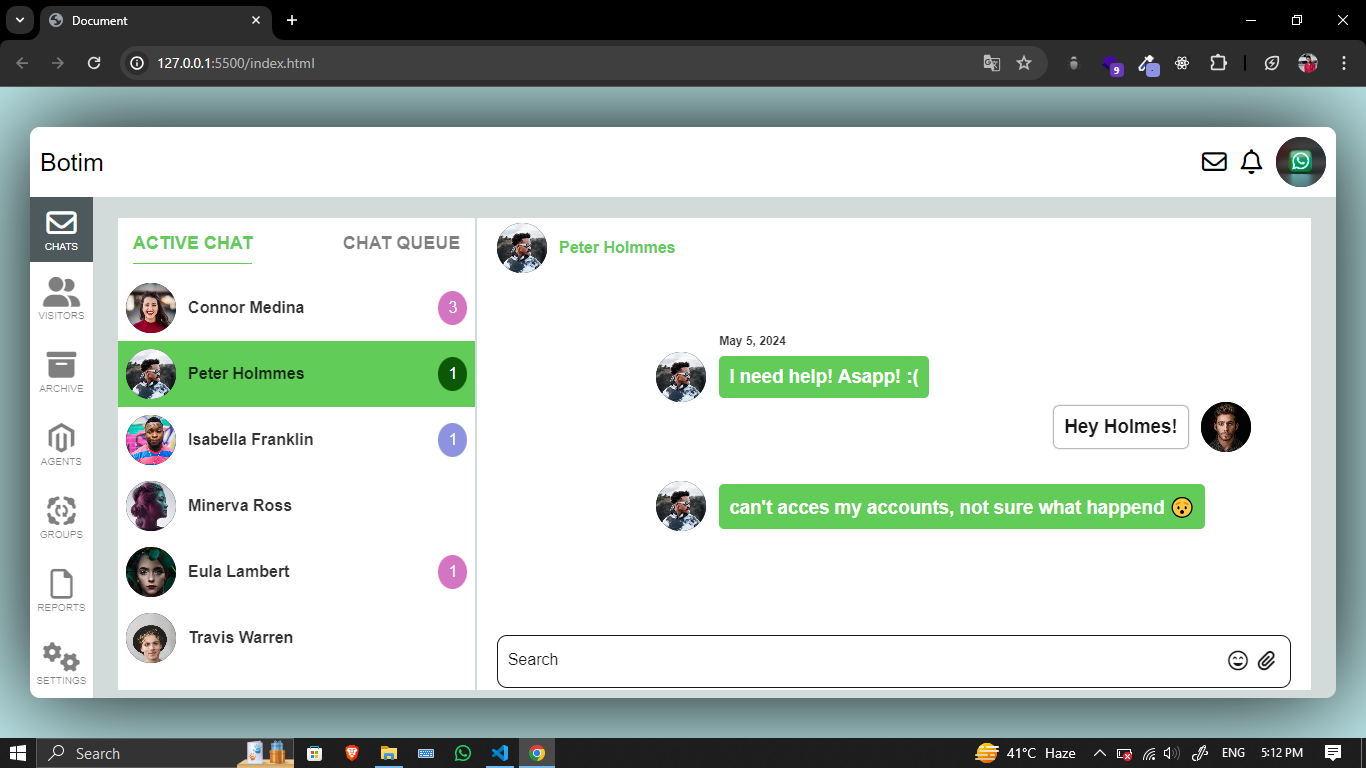 Document
127.0.0.1:5500/index.html
9
Botim
CHATS
VISITORS
ARCHIVE
AGENTS
GROUPS
REPORTS
SETTINGS
ACTIVE CHAT CHAT QUEUE
Connor Medina 3
Peter Holmmes 1
Isabella Franklin 1
Minerva Ross
Eula Lambert 1
Travis Warren
Peter Holmmes
May 5, 2024
I need help! Asapp! :(
Hey Holmes!
can't acces my accounts, not sure what happend 😯
Search
Search
41°C Haze
ENG
5:12 PM